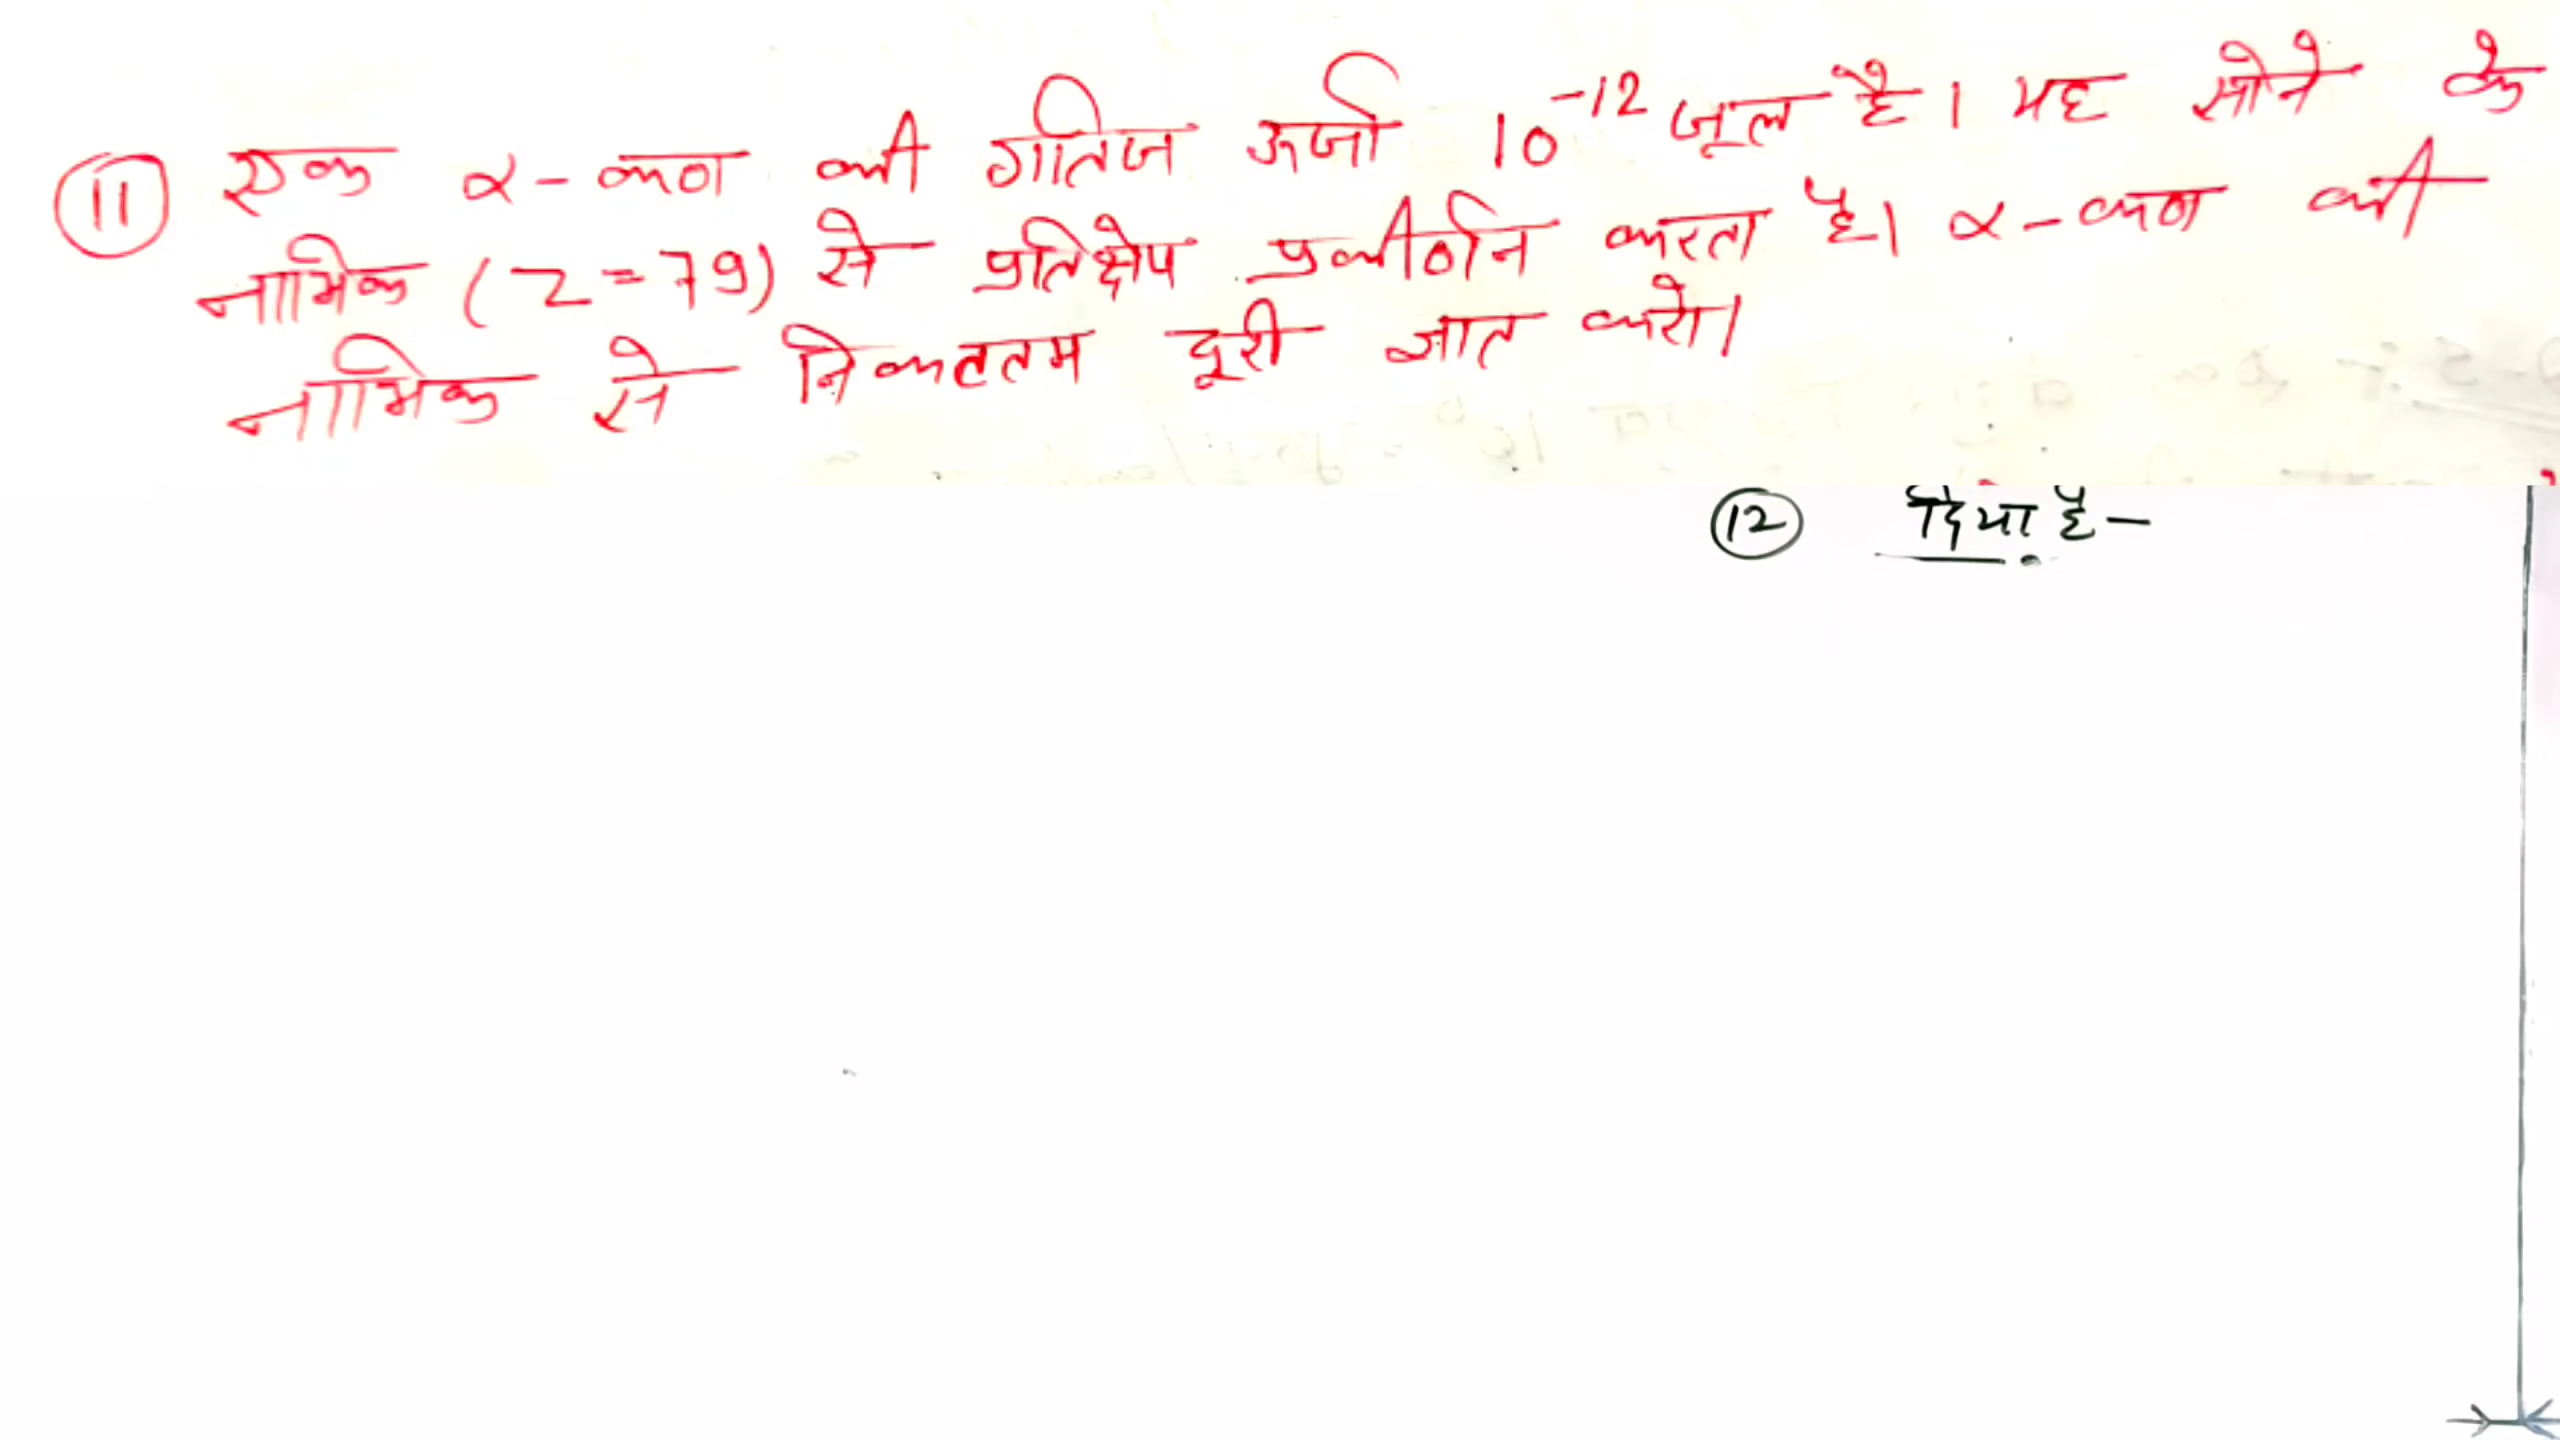 ⑪ एक α-कण की गतिज ऊर्जा 10⁻¹² जूल है। यह सोने के
नाभिक (Z=79) से प्रतिक्षेप प्रकीर्णन करता है। α-कण की
नाभिक से निकटतम दूरी ज्ञात करो।
⑫ दिया है-